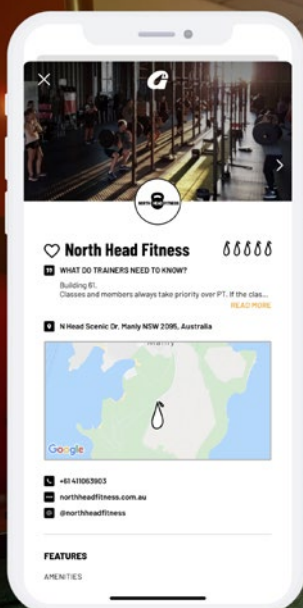 NORTH HEAD FITNESS
North Head Fitness
WHAT DO TRAINERS NEED TO KNOW?
Building 61.
Classes and members always take priority over PT. If the clas...
READ MORE
N Head Scenic Dr, Manly NSW 2095, Australia
Manly
Google
+61 411063903
northheadfitness.com.au
@northheadfitness
FEATURES
AMENITIES